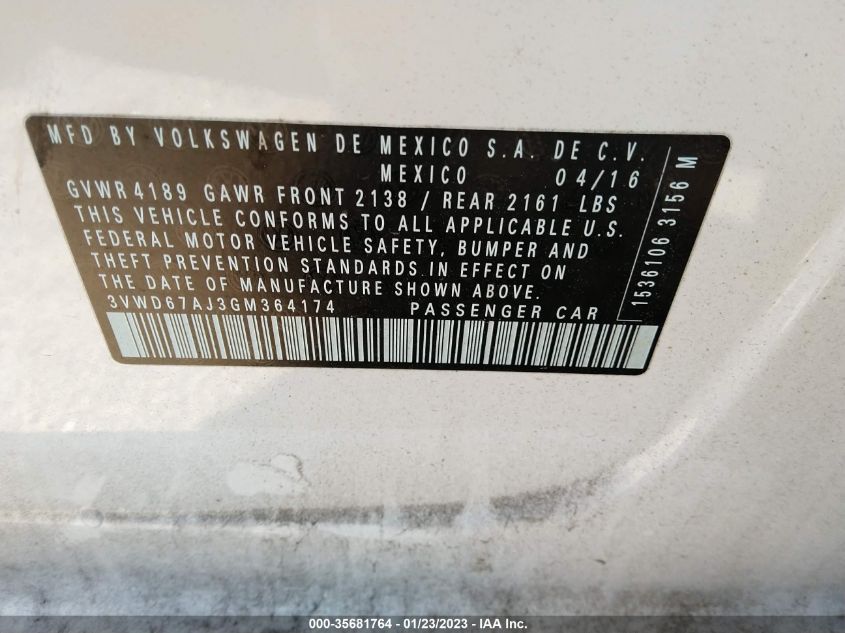 MFD BY VOLKSWAGEN DE MEXICO S.A. DE C.V.
MEXICO 04/16
GVWR4189 GAWR FRONT 2138 / REAR 2161 LBS
THIS VEHICLE CONFORMS TO ALL APPLICABLE U.S.
FEDERAL MOTOR VEHICLE SAFETY, BUMPER AND
THEFT PREVENTION STANDARDS IN EFFECT ON
THE DATE OF MANUFACTURE SHOWN ABOVE.
3VWD67AJ3GM364174 PASSENGER CAR
1536106 3156 M
000-35681764 - 01/23/2023 - IAA Inc.